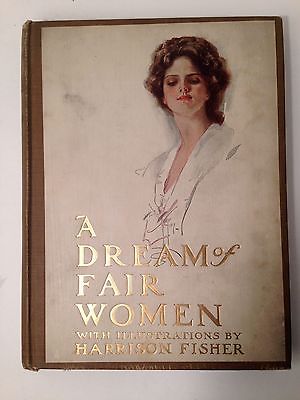 A
DREAM of
FAIR
WOMEN
WITH ILLUSTRATIONS BY
HARRISON FISHER